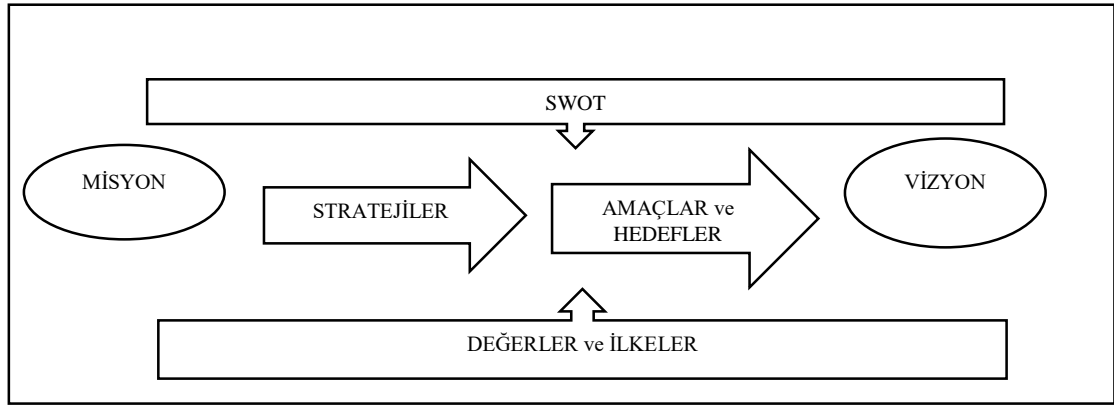 SWOT
MİSYON
STRATEJİLER
AMAÇLAR ve
HEDEFLER
VİZYON
DEĞERLER ve İLKELER